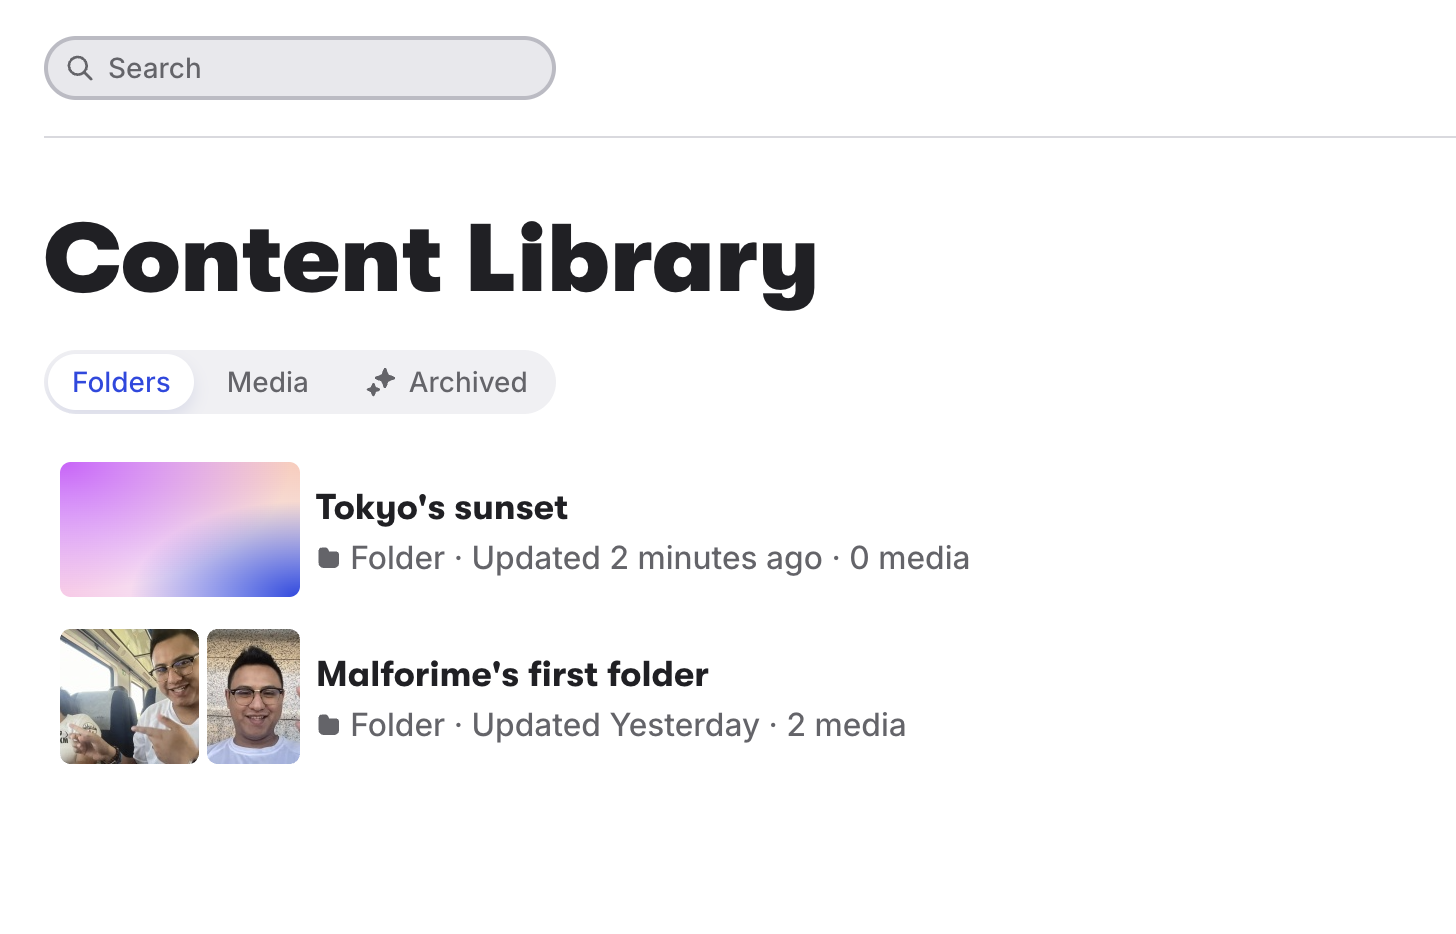 Search
Content Library
Folders
Media
Archived
Tokyo's sunset
Folder · Updated 2 minutes ago · 0 media
Malforime's first folder
Folder · Updated Yesterday · 2 media